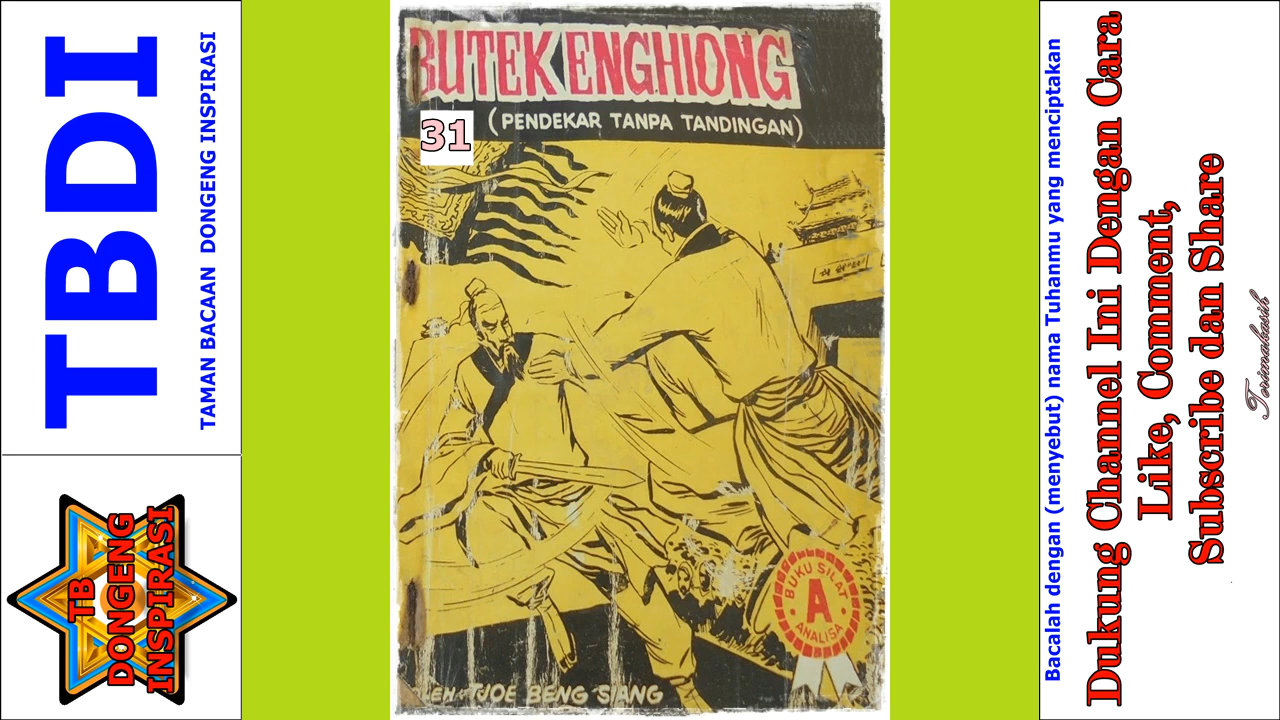 TBDI
TAMAN BACAAN DONGENG INSPIRASI
TB
DONGENG
INSPIRASI
BUTEK ENGHIONG
(PENDEKAR TANPA TANDINGAN)
31
BUKU SILAT
A
ANALISA
TJOE BENG SIANG
Bacalah dengan (menyebut) nama Tuhanmu yang menciptakan
Dukung Channel Ini Dengan Cara
Like, Comment,
Subscribe dan Share
Terimakasih